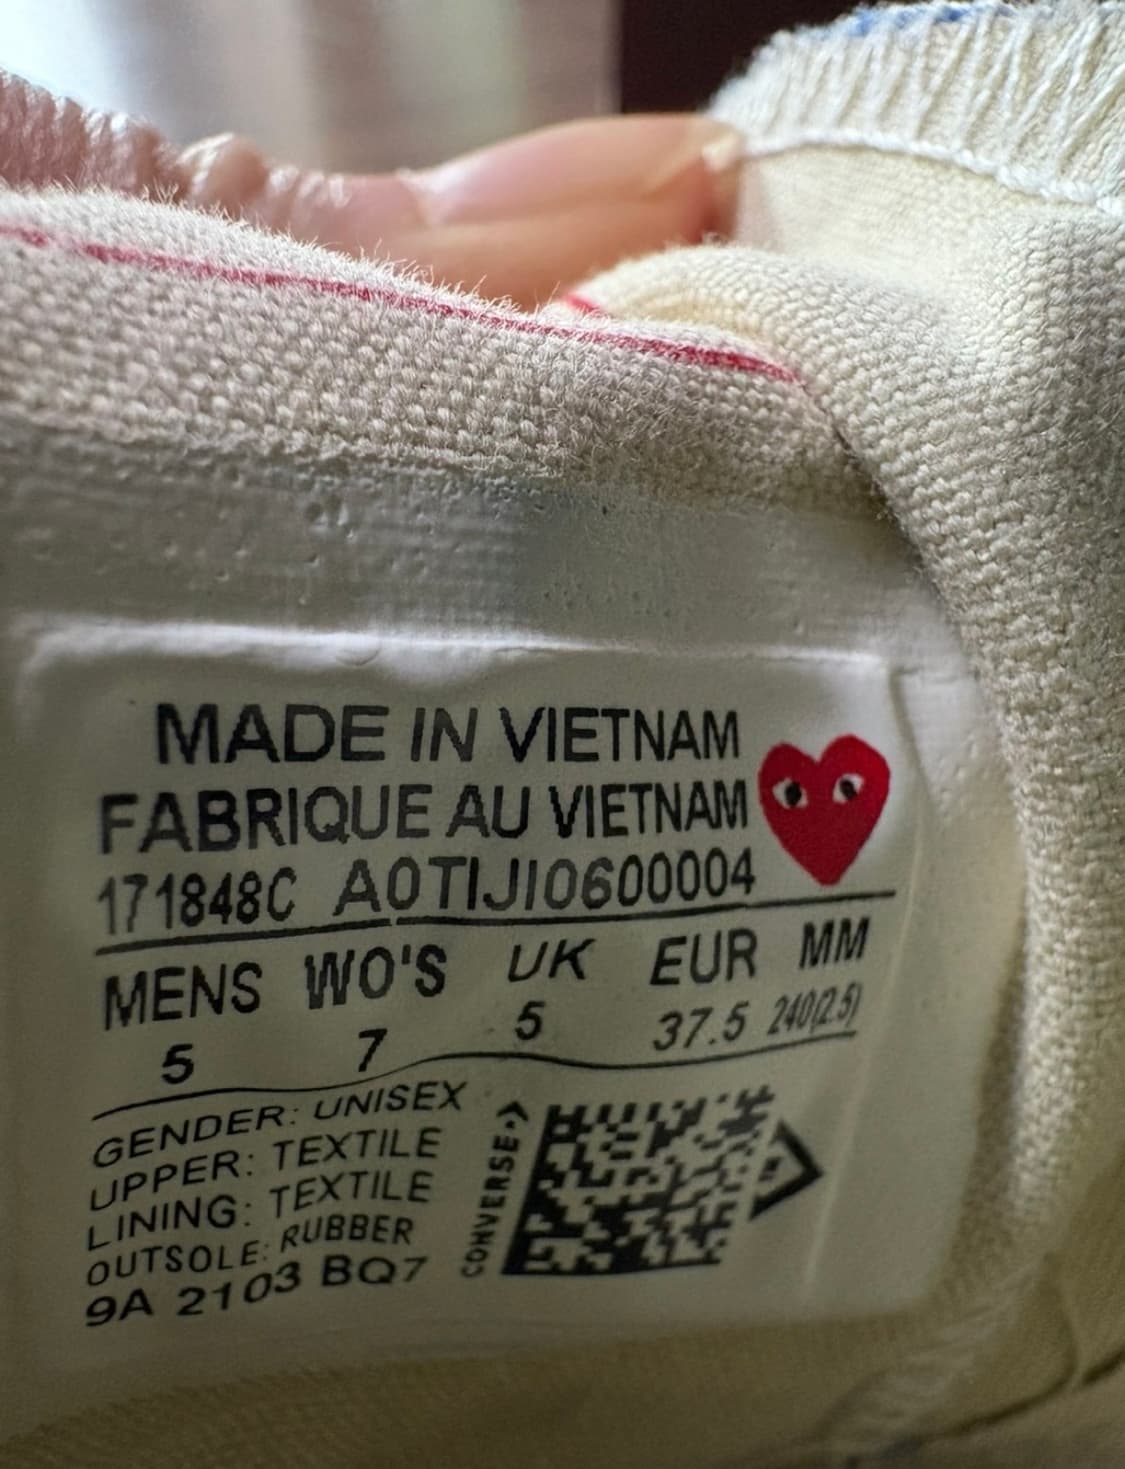 MADE IN VIETNAM
FABRIQUE AU VIETNAM
171848C A0TIJI0600004
MENS WO'S UK EUR MM
5 7 5 37.5 240(2.5)
GENDER: UNISEX
UPPER: TEXTILE
LINING: TEXTILE
OUTSOLE: RUBBER
9A 2103 BQ7
CONVERSE